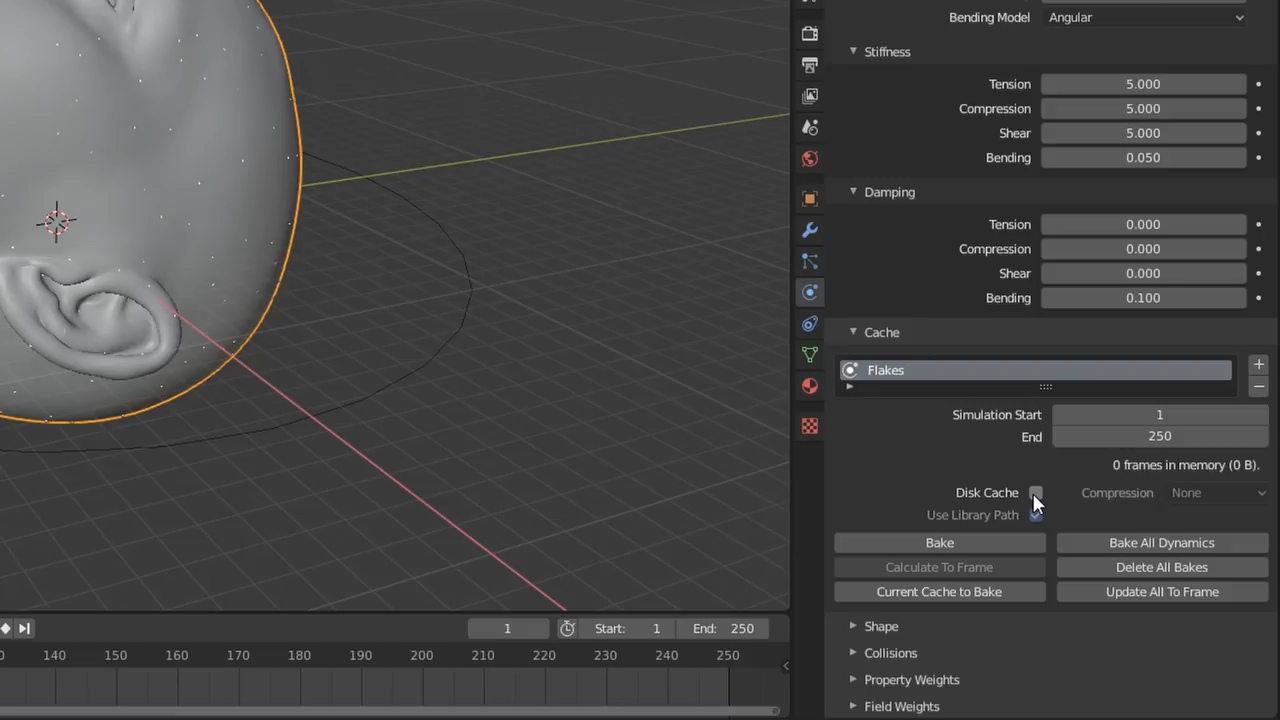 Bending Model Angular
Stiffness
Tension 5.000
Compression 5.000
Shear 5.000
Bending 0.050
Damping
Tension 0.000
Compression 0.000
Shear 0.000
Bending 0.100
Cache
Flakes
Simulation Start 1
End 250
0 frames in memory (0 B).
Disk Cache Compression None
Use Library Path
Bake Bake All Dynamics
Calculate To Frame Delete All Bakes
Current Cache to Bake Update All To Frame
Shape
Collisions
Property Weights
Field Weights
1 Start: 1 End: 250
0 140 150 160 170 180 190 200 210 220 230 240 250